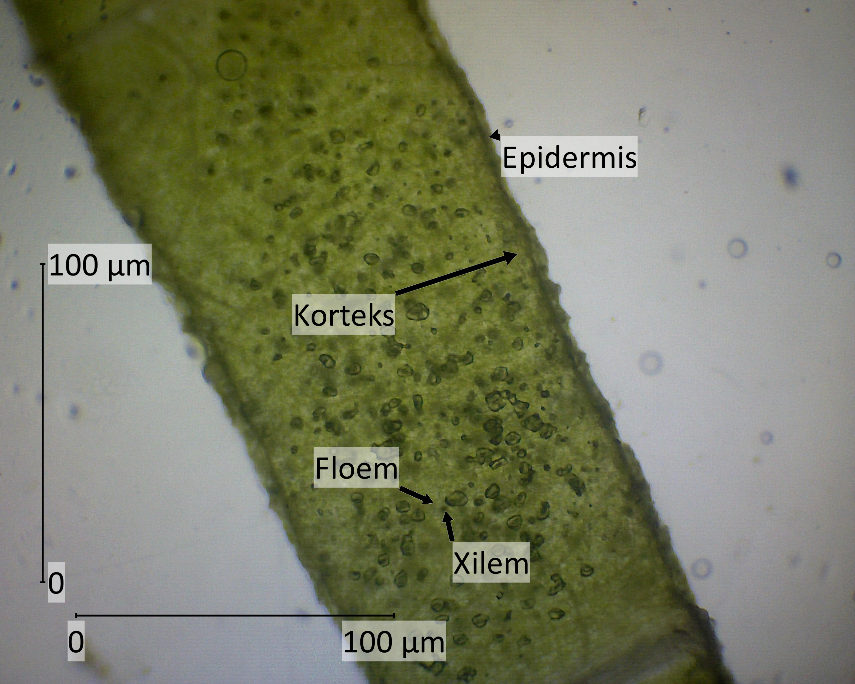 Epidermis
100 µm
Korteks
Floem
Xilem
0
0
100 µm